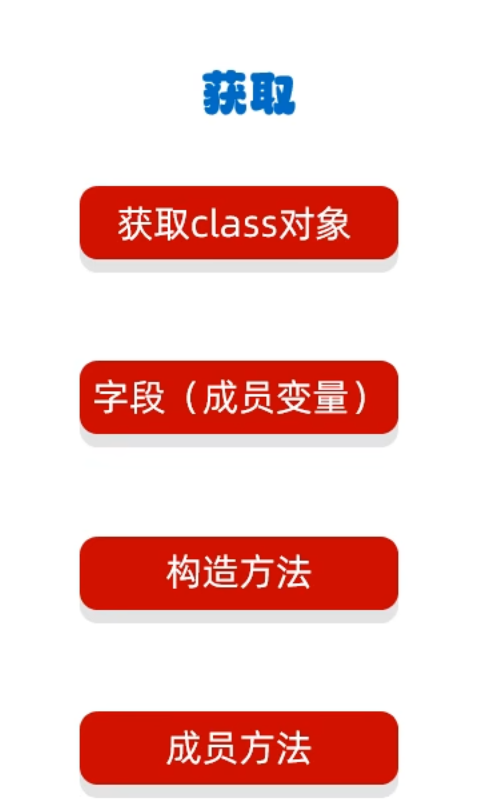 获取
获取class对象
字段（成员变量）
构造方法
成员方法